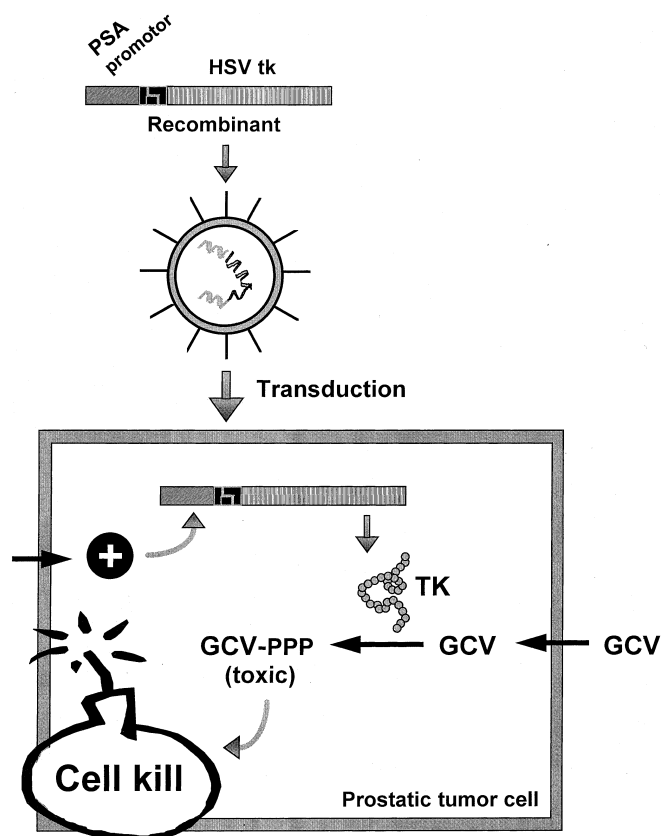 PSA
promotor
HSV tk
Recombinant
Transduction
+
TK
GCV-PPP
(toxic)
GCV
GCV
Cell kill
Prostatic tumor cell